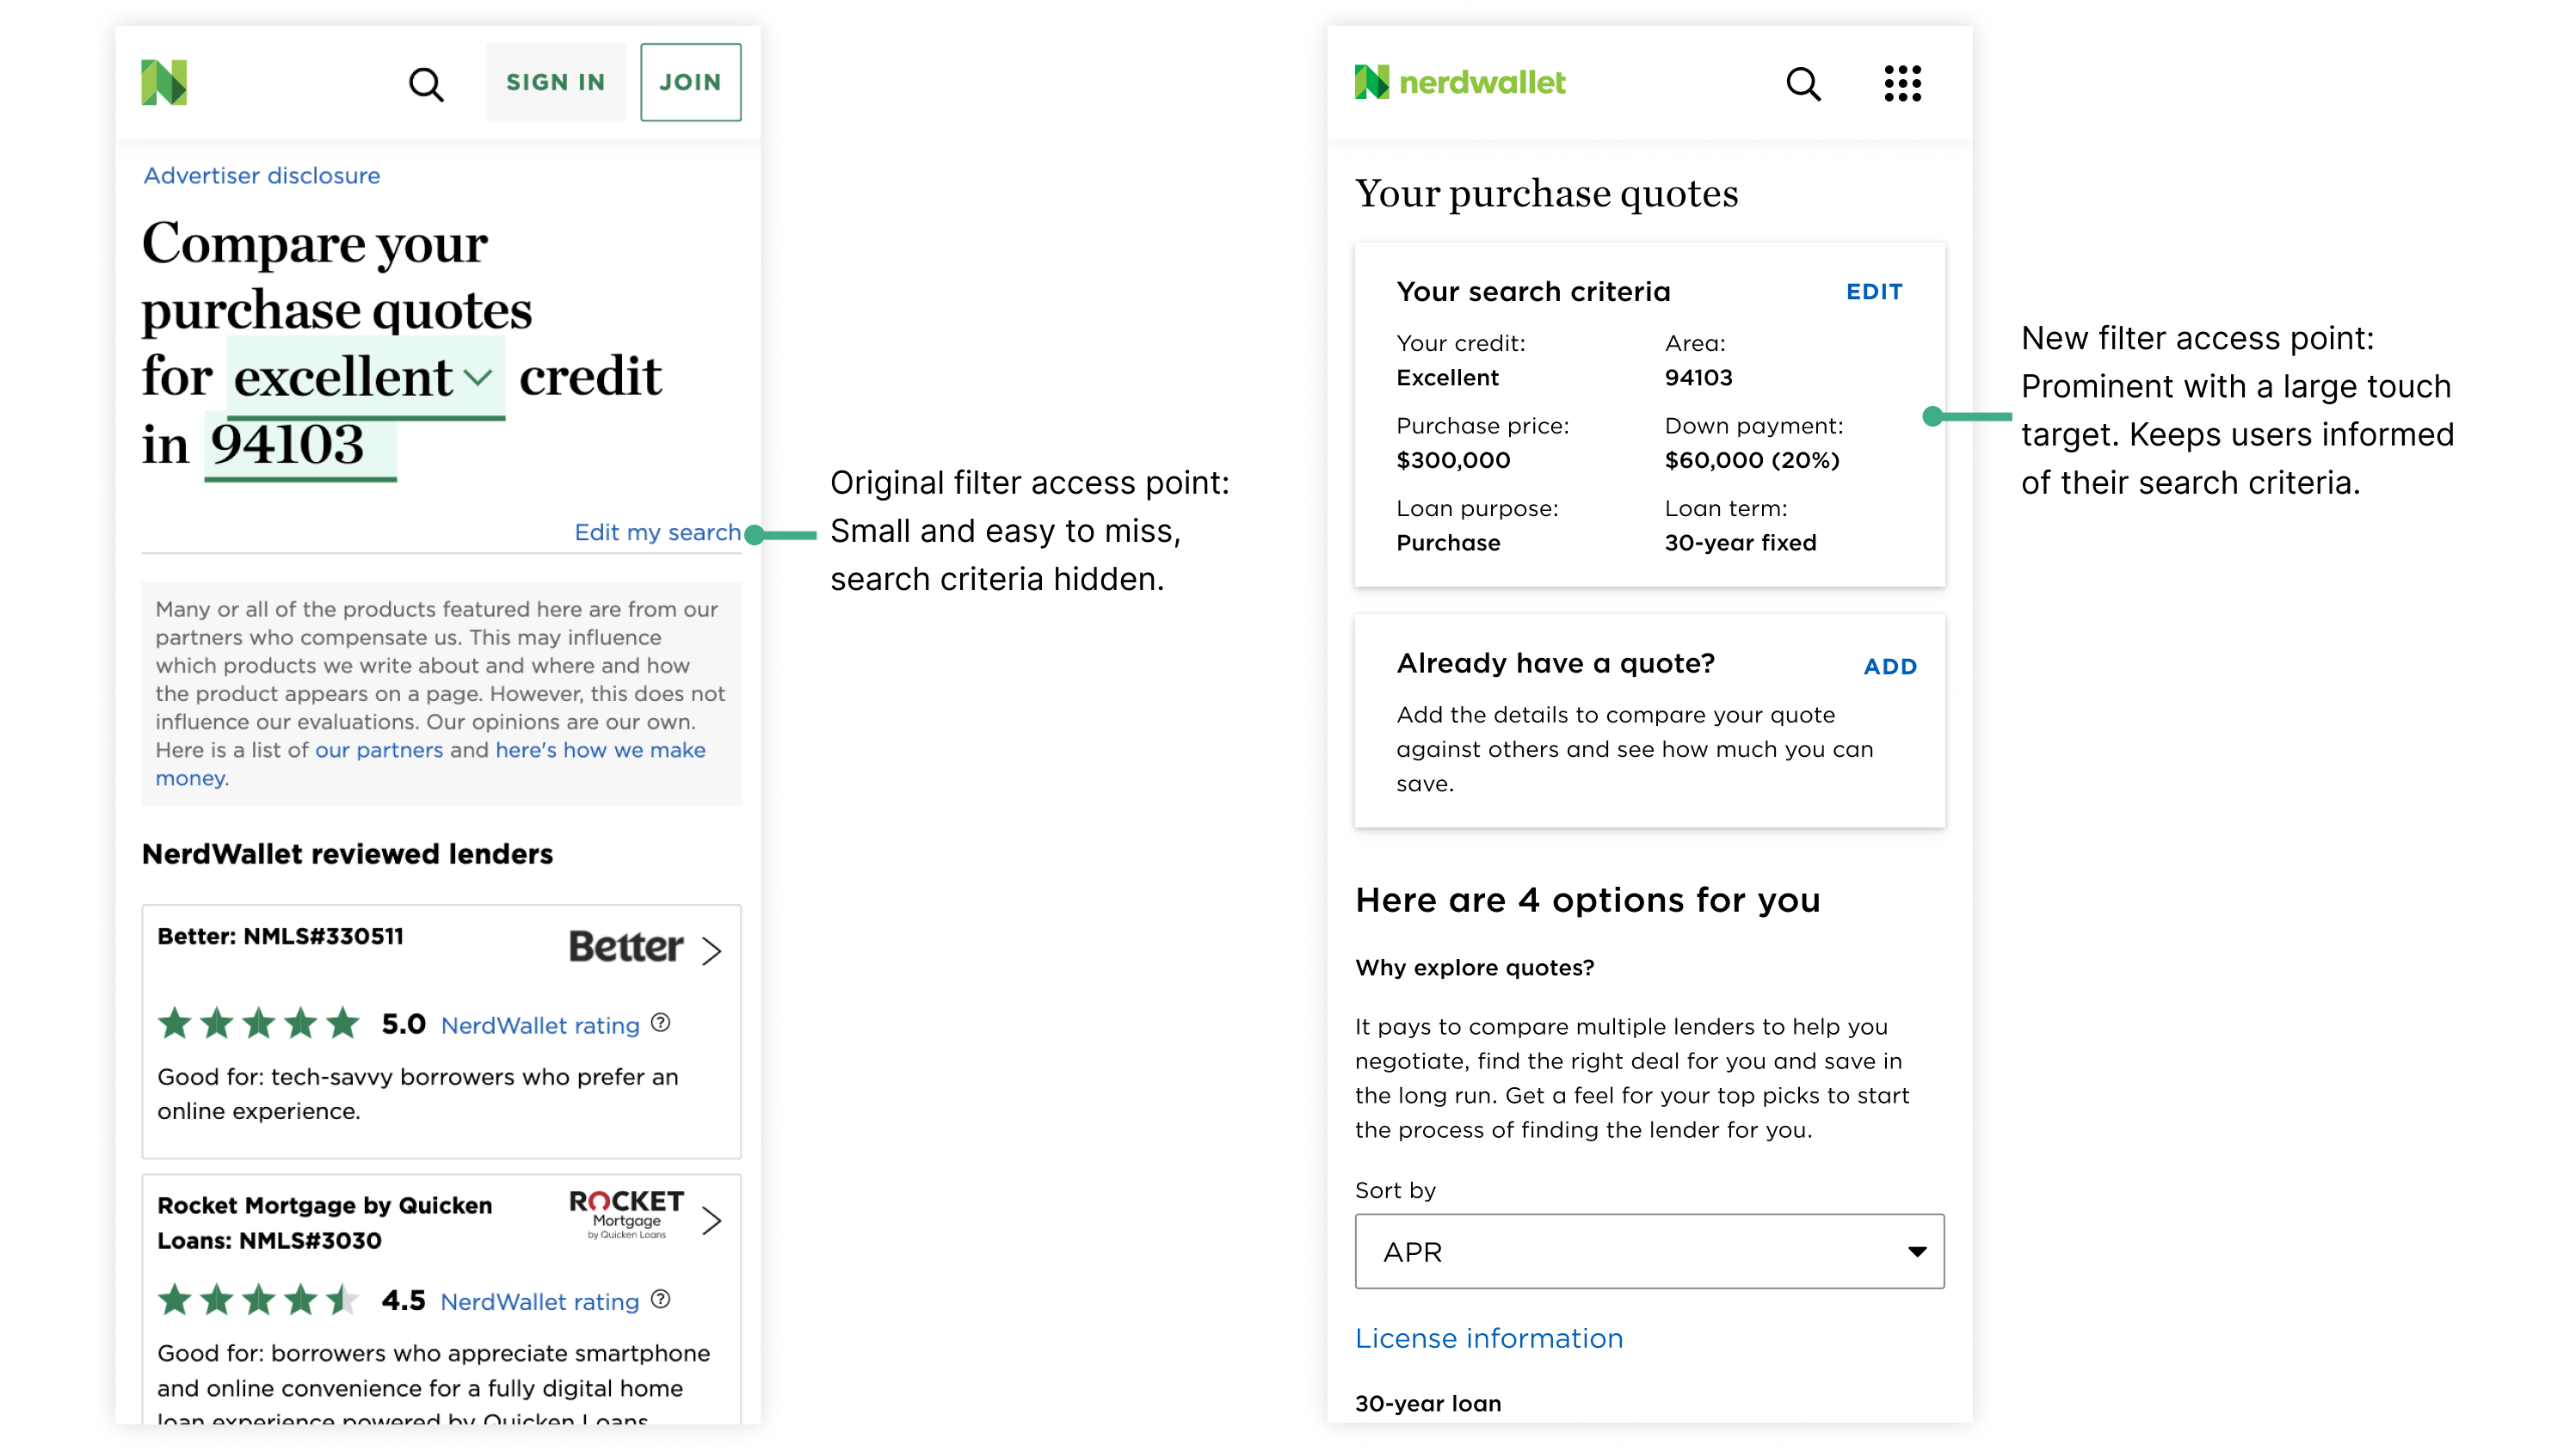 SIGN IN
JOIN
Advertiser disclosure
Compare your
purchase quotes
for excellent credit
in 94103
Edit my search
Many or all of the products featured here are from our
partners who compensate us. This may influence
which products we write about and where and how
the product appears on a page. However, this does not
influence our evaluations. Our opinions are our own.
Here is a list of our partners and here's how we make
money.
NerdWallet reviewed lenders
Better: NMLS#330511
Better
5.0 NerdWallet rating ?
Good for: tech-savvy borrowers who prefer an
online experience.
Rocket Mortgage by Quicken
Loans: NMLS#3030
ROCKET
Mortgage
by Quicken Loans
4.5 NerdWallet rating ?
Good for: borrowers who appreciate smartphone
and online convenience for a fully digital home
loan experience powered by Quicken Loans
Original filter access point:
Small and easy to miss,
search criteria hidden.
nerdwallet
Your purchase quotes
Your search criteria
EDIT
Your credit:
Excellent
Area:
94103
Purchase price:
$300,000
Down payment:
$60,000 (20%)
Loan purpose:
Purchase
Loan term:
30-year fixed
Already have a quote?
ADD
Add the details to compare your quote
against others and see how much you can
save.
Here are 4 options for you
Why explore quotes?
It pays to compare multiple lenders to help you
negotiate, find the right deal for you and save in
the long run. Get a feel for your top picks to start
the process of finding the lender for you.
Sort by
APR
License information
30-year loan
New filter access point:
Prominent with a large touch
target. Keeps users informed
of their search criteria.